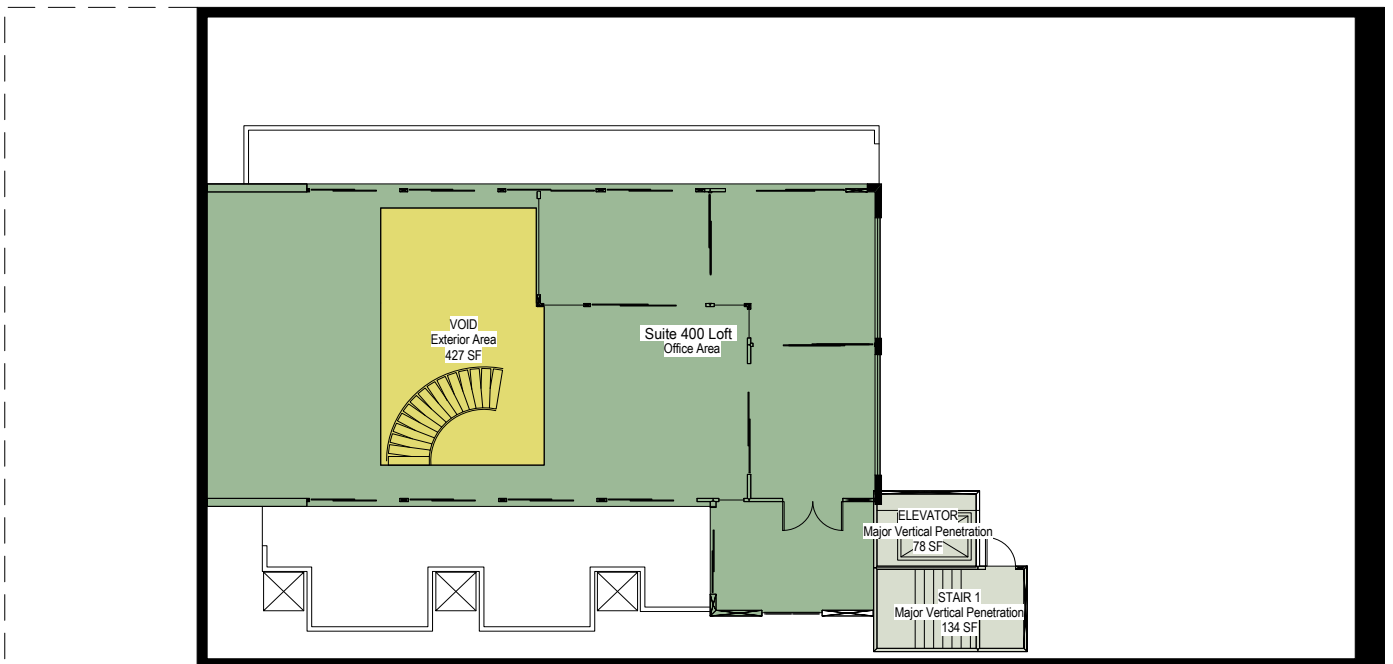 VOID
Exterior Area
427 SF
Suite 400 Loft
Office Area
ELEVATOR
Major Vertical Penetration
78 SF
STAIR 1
Major Vertical Penetration
134 SF